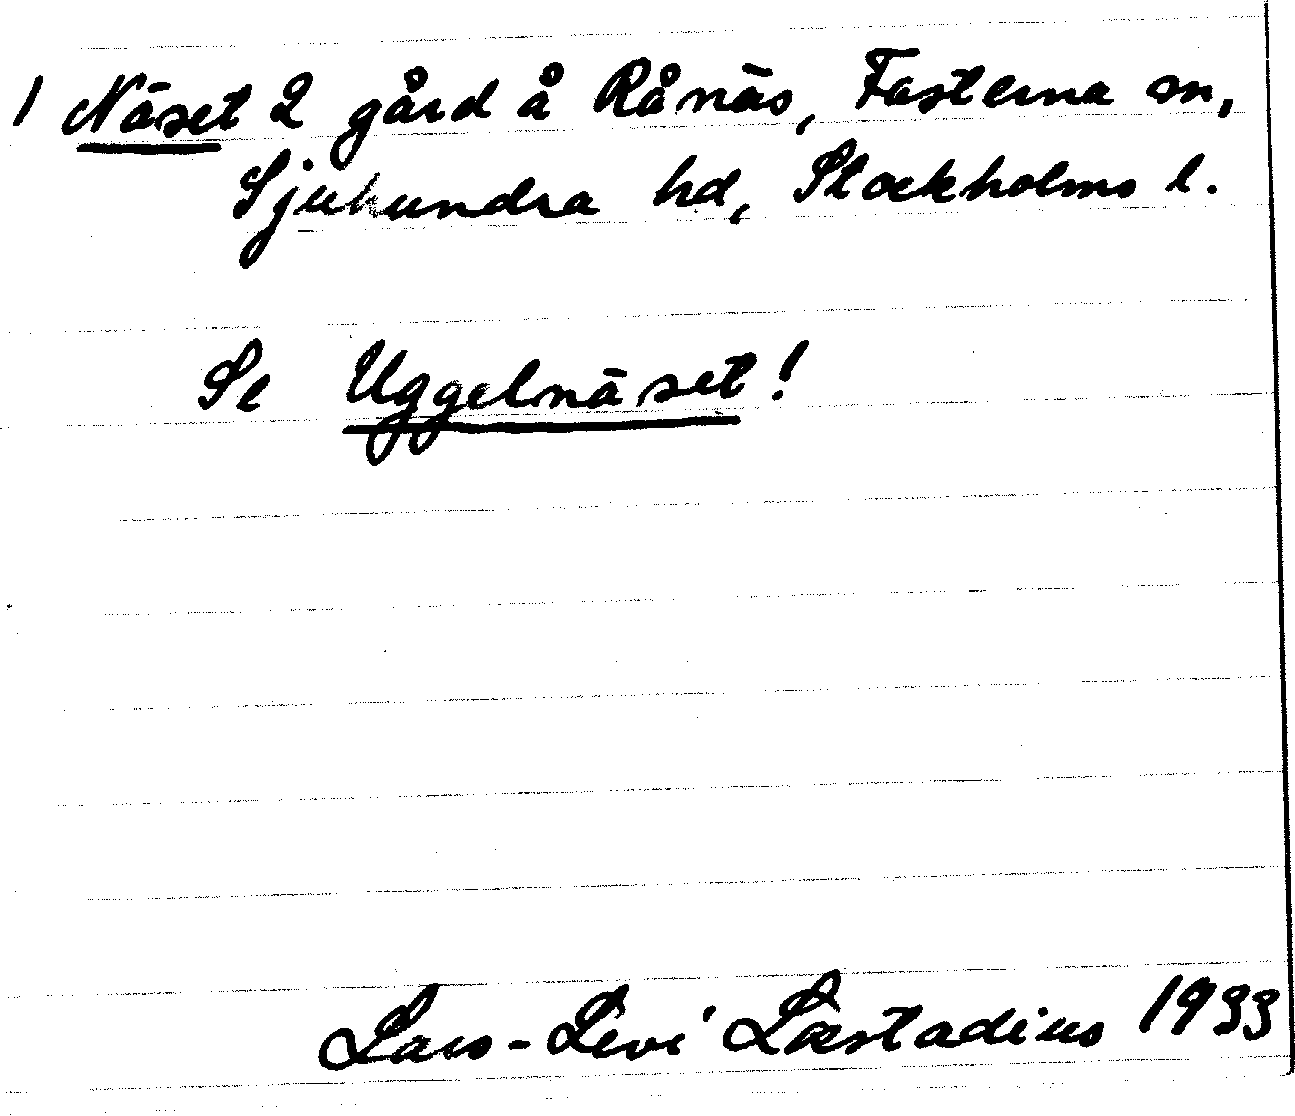 1 Näset 2 gård å Rånäs, Fasterna sn,
Sjuhundra hd, Stockholms l.
Se Uggelnäset!
Lars-Levi Læstadius 1933